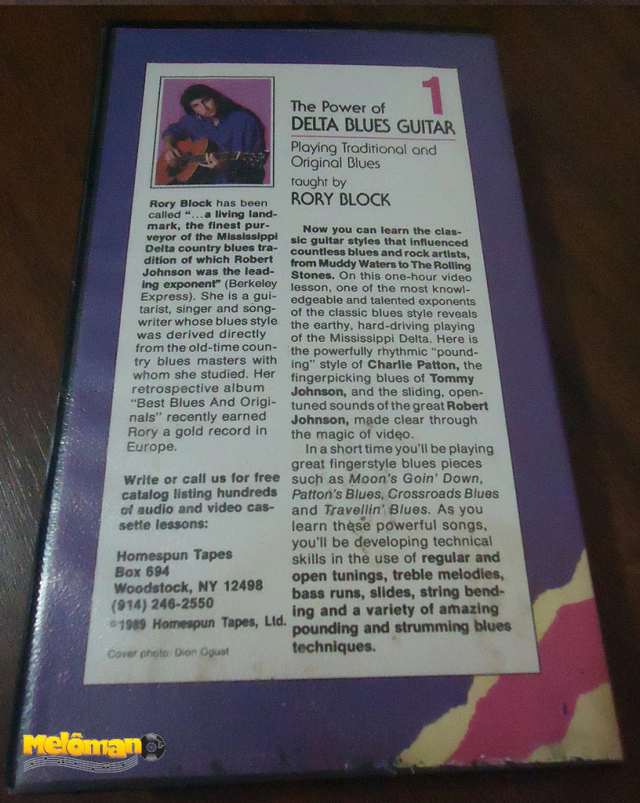 1
The Power of
DELTA BLUES GUITAR
Playing Traditional and
Original Blues
taught by
RORY BLOCK
Rory Block has been
called "...a living land-
mark, the finest pur-
veyor of the Mississippi
Delta country blues tra-
dition of which Robert
Johnson was the lead-
ing exponent" (Berkeley
Express). She is a gui-
tarist, singer and song-
writer whose blues style
was derived directly
from the old-time coun-
try blues masters with
whom she studied. Her
retrospective album
"Best Blues And Origi-
nals" recently earned
Rory a gold record in
Europe.
Write or call us for free
catalog listing hundreds
of audio and video cas-
sette lessons:
Homespun Tapes
Box 694
Woodstock, NY 12498
(914) 246-2550
©1989 Homespun Tapes, Ltd.
Cover photo: Dion Ogust
Now you can learn the clas-
sic guitar styles that influenced
countless blues and rock artists,
from Muddy Waters to The Rolling
Stones. On this one-hour video
lesson, one of the most knowl-
edgeable and talented exponents
of the classic blues style reveals
the earthy, hard-driving playing
of the Mississippi Delta. Here is
the powerfully rhythmic "pound-
ing" style of Charlie Patton, the
fingerpicking blues of Tommy
Johnson, and the sliding, open-
tuned sounds of the great Robert
Johnson, made clear through
the magic of video.
In a short time you'll be playing
great fingerstyle blues pieces
such as Moon's Goin' Down,
Patton's Blues, Crossroads Blues
and Travellin' Blues. As you
learn these powerful songs,
you'll be developing technical
skills in the use of regular and
open tunings, treble melodies,
bass runs, slides, string bend-
ing and a variety of amazing
pounding and strumming blues
techniques.
Melôman